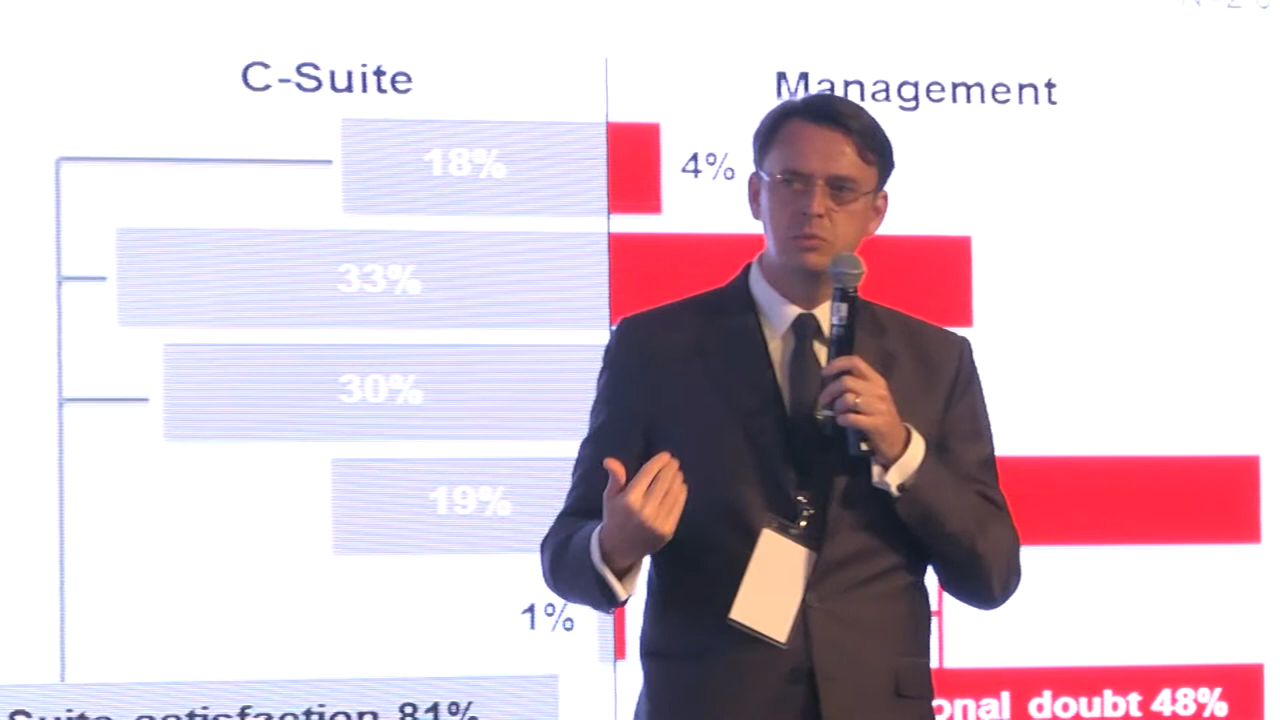 C-Suite Management
18% 4%
33%
30%
19%
1%
Suite satisfaction 81% onal doubt 48%